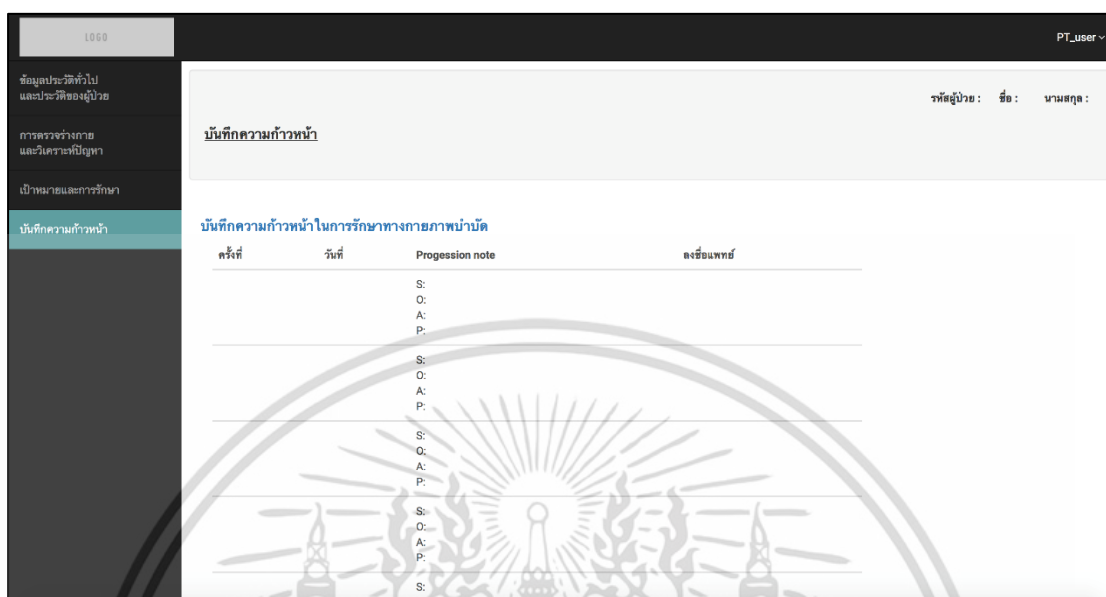 LOGO
PT_user
ข้อมูลประวัติทั่วไป
และประวัติของผู้ป่วย
การตรวจร่างกาย
และวิเคราะห์ปัญหา
เป้าหมายและการรักษา
บันทึกความก้าวหน้า
รหัสผู้ป่วย : ชื่อ : นามสกุล :
บันทึกความก้าวหน้า
บันทึกความก้าวหน้าในการรักษาทางกายภาพบำบัด
ครั้งที่ วันที่ Progession note ลงชื่อแพทย์
S:
O:
A:
P:
S:
O:
A:
P:
S:
O:
A:
P:
S:
O:
A:
P:
S: